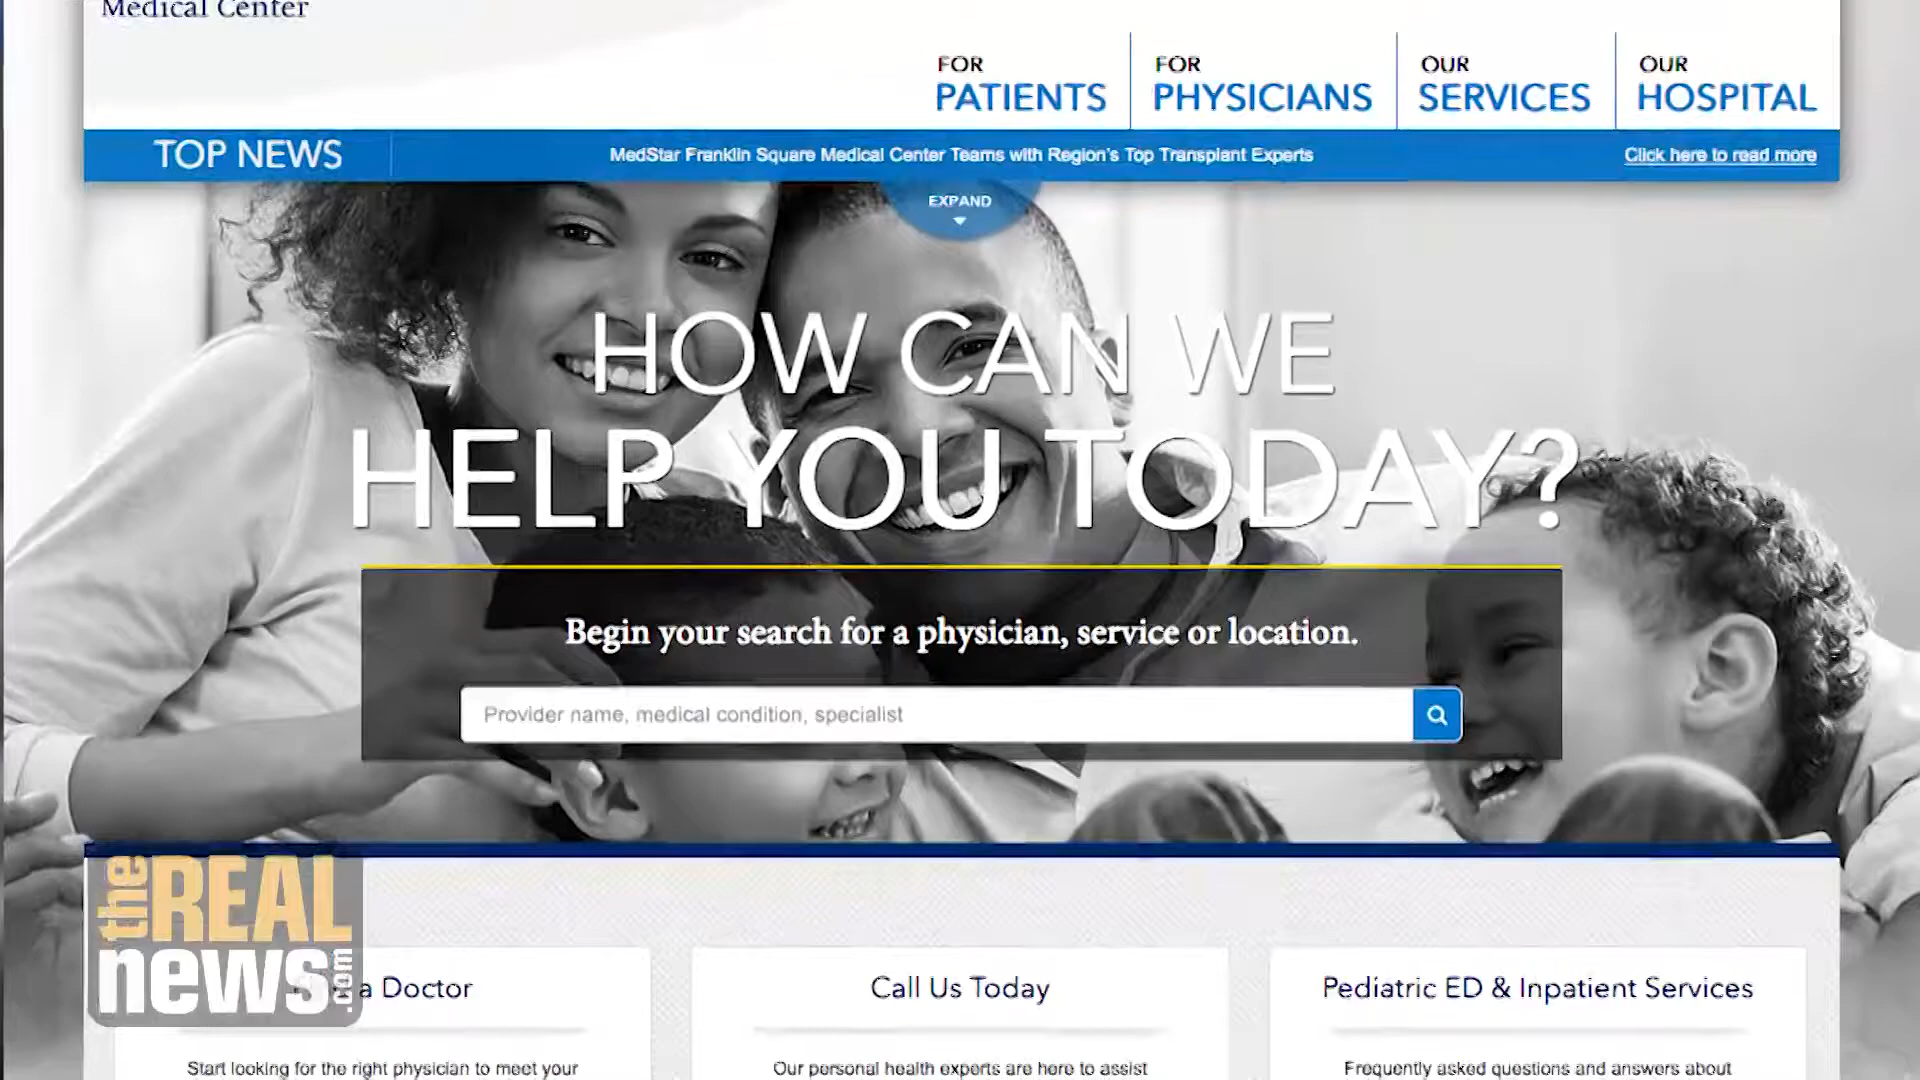 Medical Center
FOR
PATIENTS
FOR
PHYSICIANS
OUR
SERVICES
OUR
HOSPITAL
TOP NEWS
MedStar Franklin Square Medical Center Teams with Region's Top Transplant Experts
Click here to read more
EXPAND
HOW CAN WE
HELP YOU TODAY?
Begin your search for a physician, service or location.
Provider name, medical condition, specialist
the REAL
news.com
a Doctor
Call Us Today
Pediatric ED & Inpatient Services
Start looking for the right physician to meet your
Our personal health experts are here to assist
Frequently asked questions and answers about